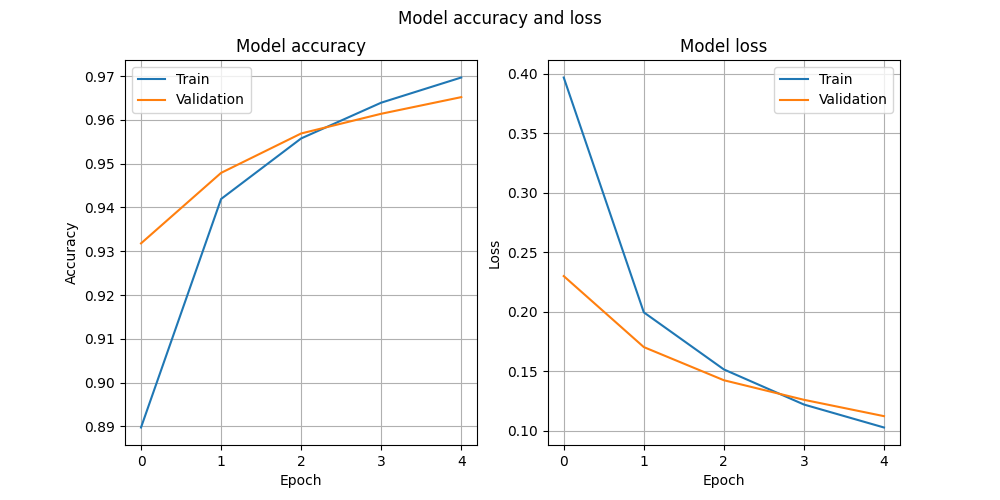 Model accuracy and loss
Model accuracy
Train
Validation
0.97
0.96
0.95
0.94
0.93
0.92
0.91
0.90
0.89
Accuracy
0 1 2 3 4
Epoch
Model loss
Train
Validation
0.40
0.35
0.30
0.25
0.20
0.15
0.10
Loss
0 1 2 3 4
Epoch